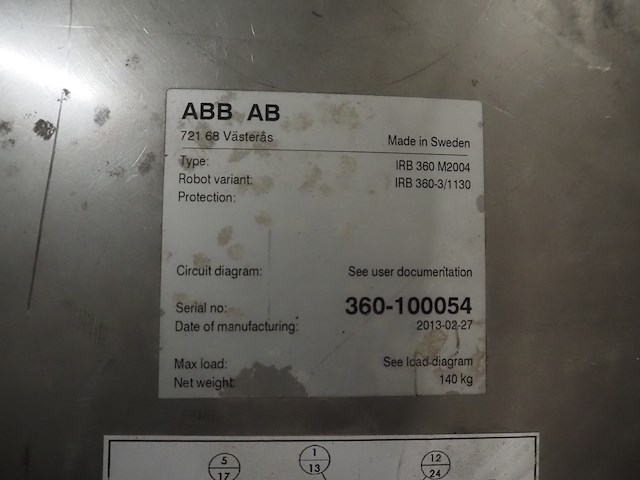 ABB AB
721 68 Västerås Made in Sweden
Type: IRB 360 M2004
Robot variant: IRB 360-3/1130
Protection:
Circuit diagram: See user documentation
Serial no: 360-100054
Date of manufacturing: 2013-02-27
Max load: See load diagram
Net weight: 140 kg
5 1 12
17 13 24